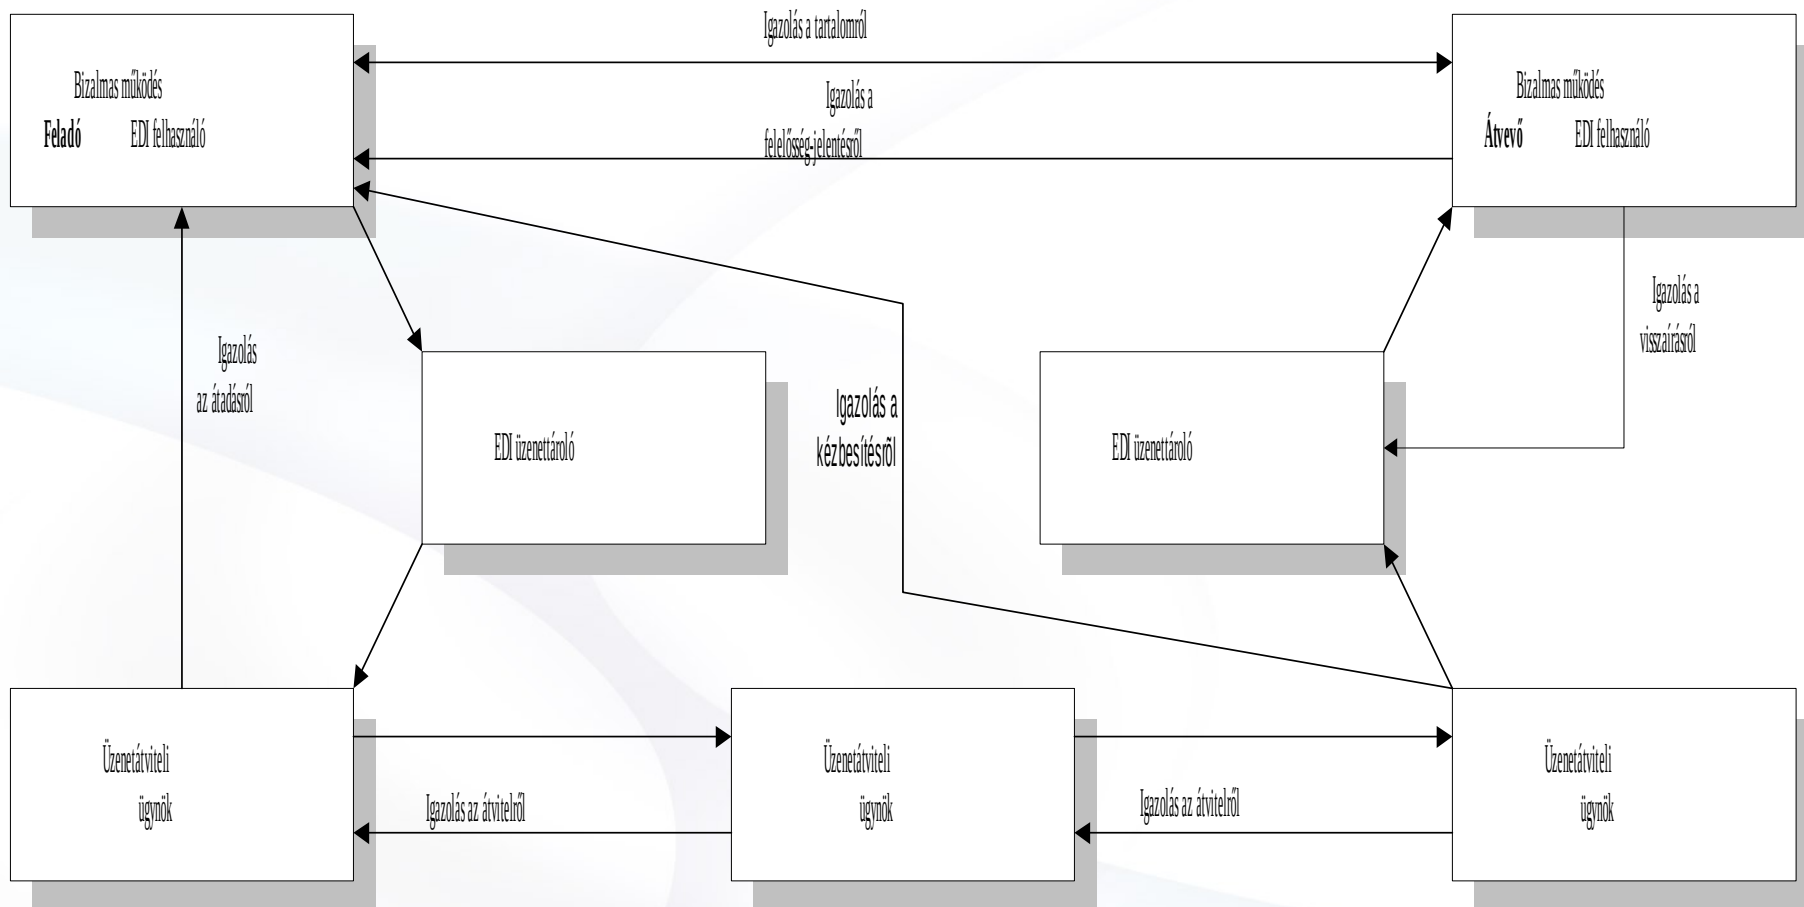 Igazolás a tartalomról
Bizalmas működés
Feladó EDI felhasználó
Igazolás a
felelősség-jelentésről
Bizalmas működés
Átvevő EDI felhasználó
Igazolás
az átadásról
Igazolás a
visszaírásról
EDI üzenettároló
Igazolás a
kézbesítésrõl
EDI üzenettároló
Üzenetátviteli
ügynök
Igazolás az átvitelről
Üzenetátviteli
ügynök
Igazolás az átvitelről
Üzenetátviteli
ügynök